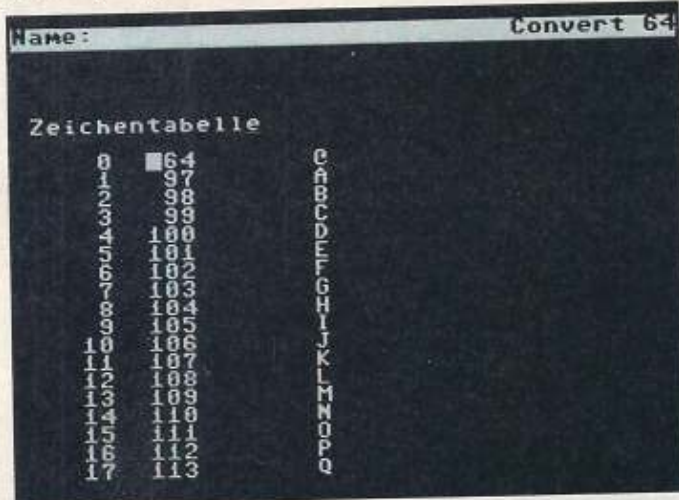 Name: Convert 64
Zeichentabelle
0 64 @
1 97 A
2 98 B
3 99 C
4 100 D
5 101 E
6 102 F
7 103 G
8 104 H
9 105 I
10 106 J
11 107 K
12 108 L
13 109 M
14 110 N
15 111 O
16 112 P
17 113 Q